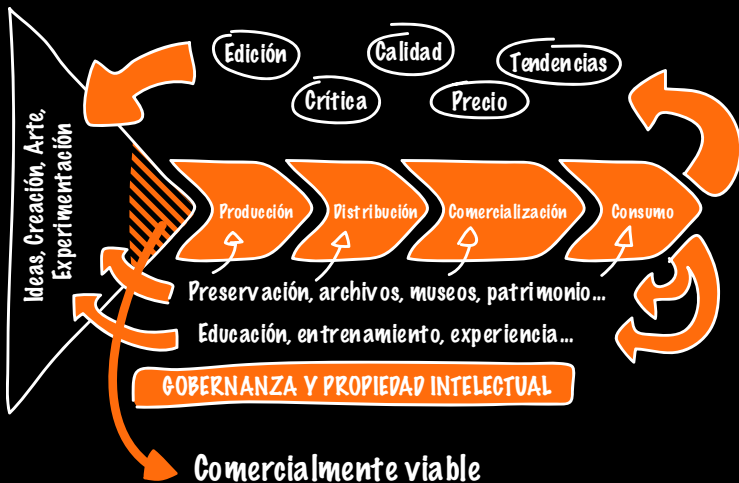 Edición
Calidad
Tendencias
Crítica
Precio
Ideas, Creación, Arte,
Experimentación
Producción
Distribución
Comercialización
Consumo
Preservación, archivos, museos, patrimonio...
Educación, entrenamiento, experiencia...
GOBERNANZA Y PROPIEDAD INTELECTUAL
Comercialmente viable